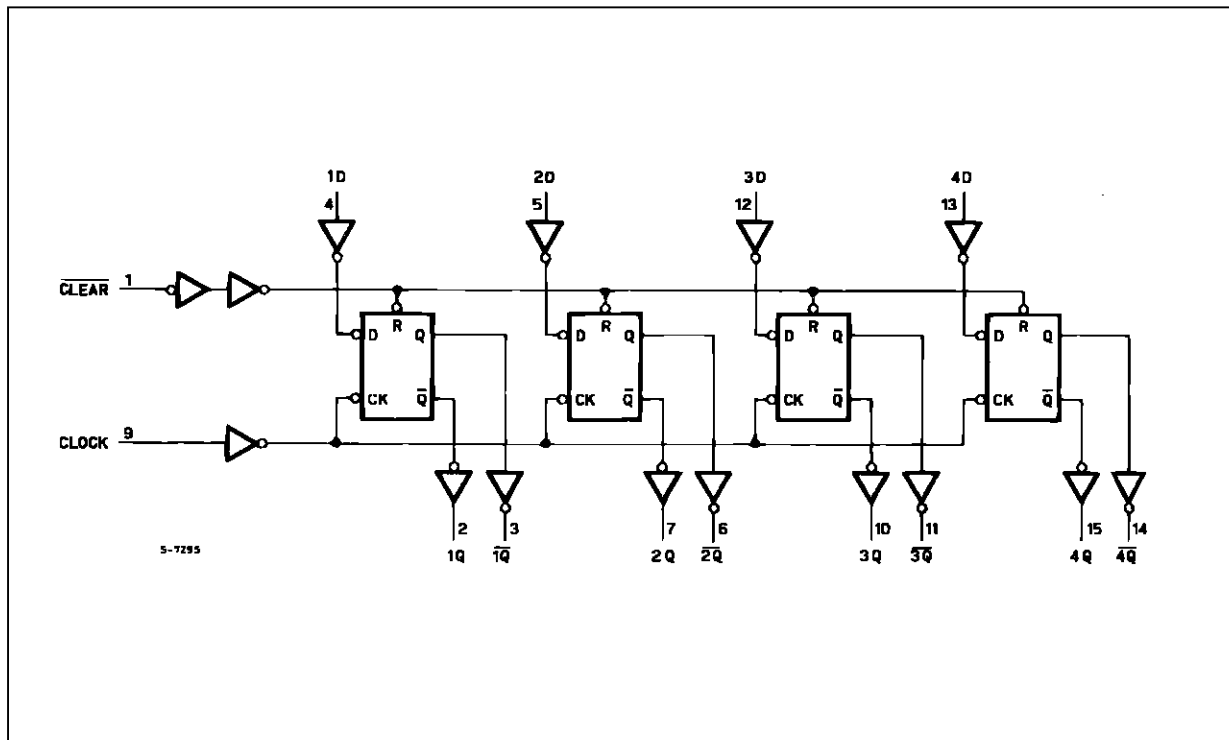 1D 2D 3D 4D
4 5 12 13
C̅L̅E̅A̅R̅ 1
R R R R
D Q D Q D Q D Q
CK Q̅ CK Q̅ CK Q̅ CK Q̅
CLOCK 9
2 3 7 6 10 11 15 14
S-7295
1Q 1̅Q̅ 2Q 2̅Q̅ 3Q 3̅Q̅ 4Q 4̅Q̅